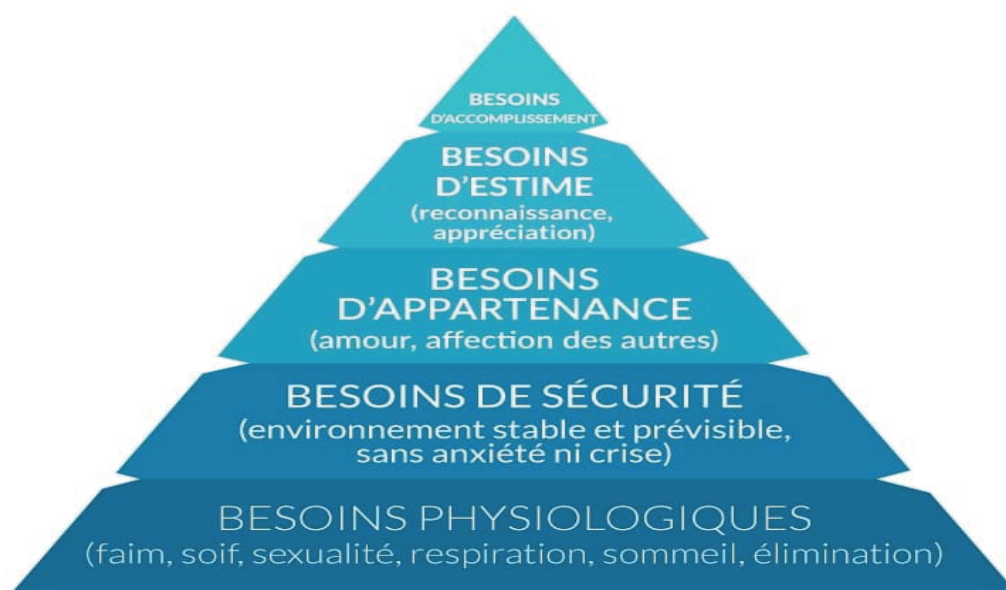 BESOINS
D'ACCOMPLISSEMENT
BESOINS
D'ESTIME
(reconnaissance,
appréciation)
BESOINS
D'APPARTENANCE
(amour, affection des autres)
BESOINS DE SÉCURITÉ
(environnement stable et prévisible,
sans anxiété ni crise)
BESOINS PHYSIOLOGIQUES
(faim, soif, sexualité, respiration, sommeil, élimination)